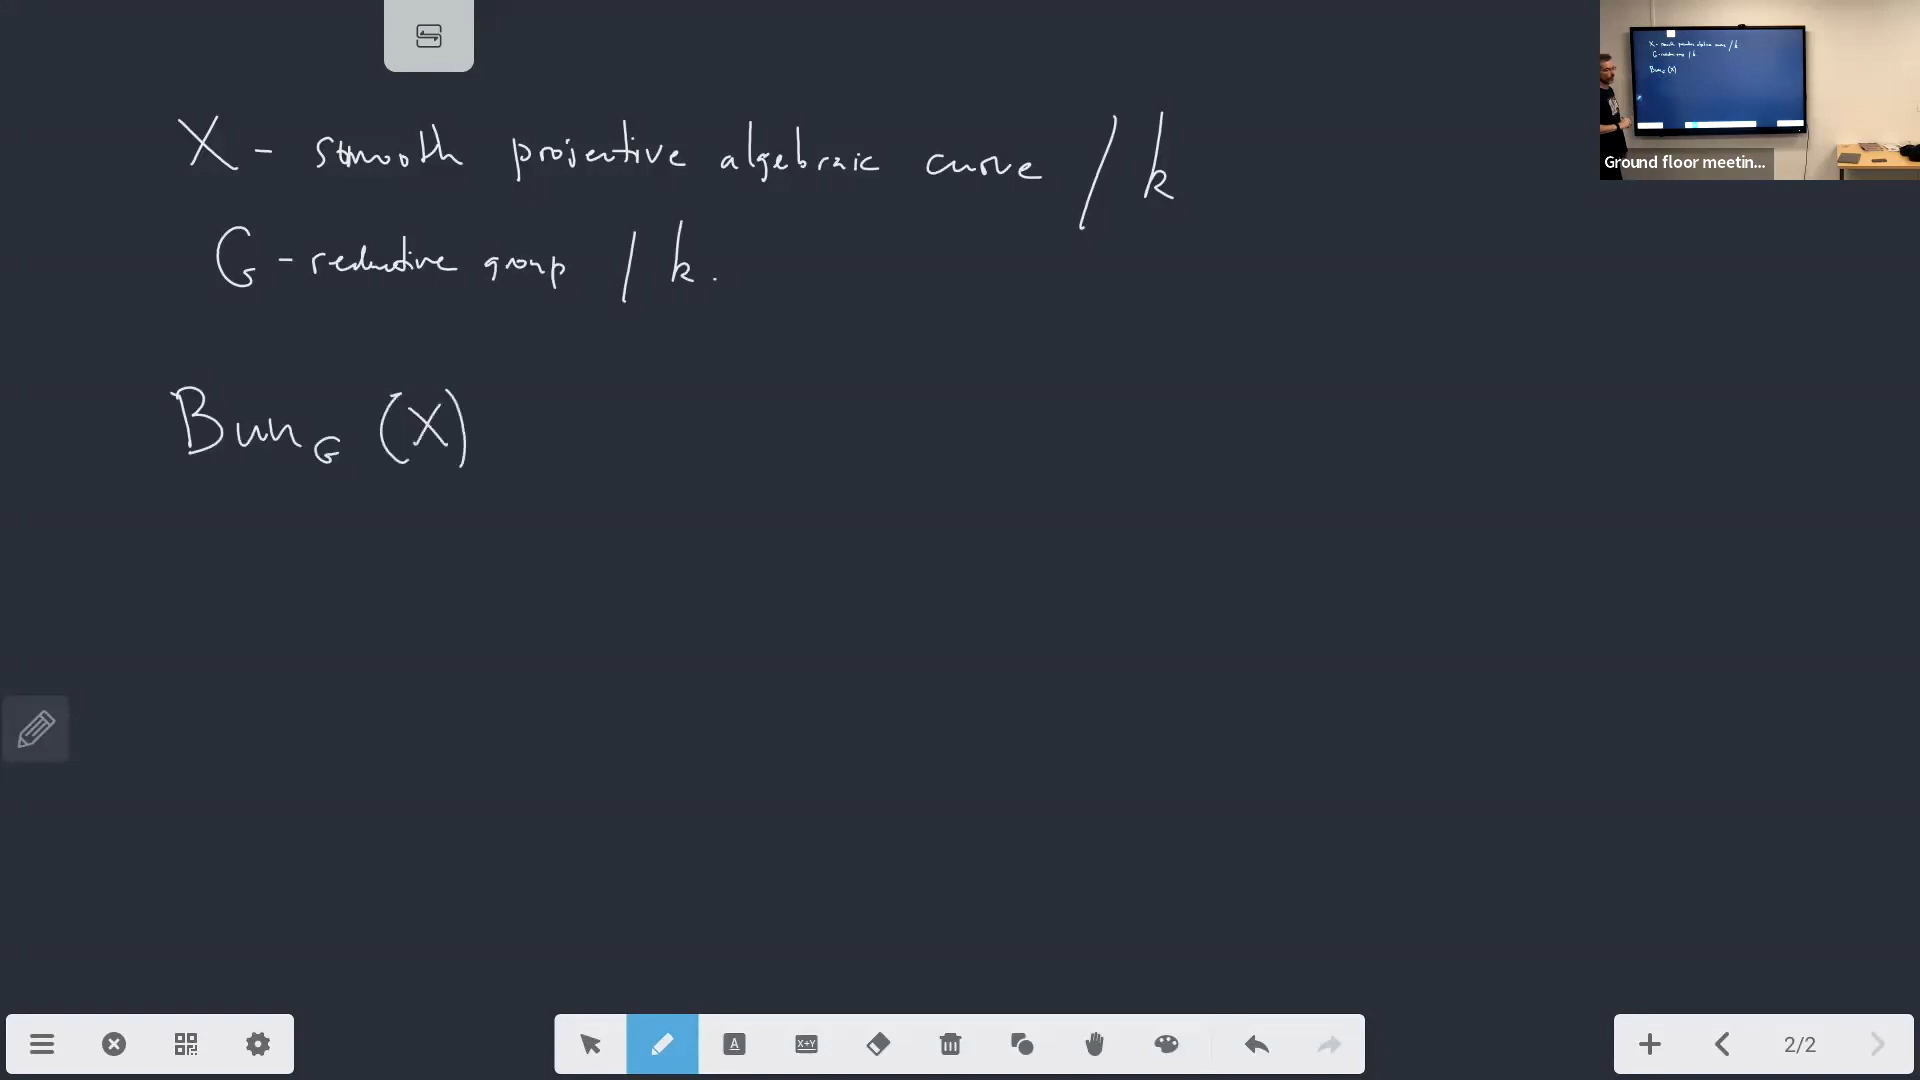 X - smooth projective algebraic curve / k
G - reductive group / k.
Bun_G (X)
Ground floor meetin...
A
X+Y
2/2